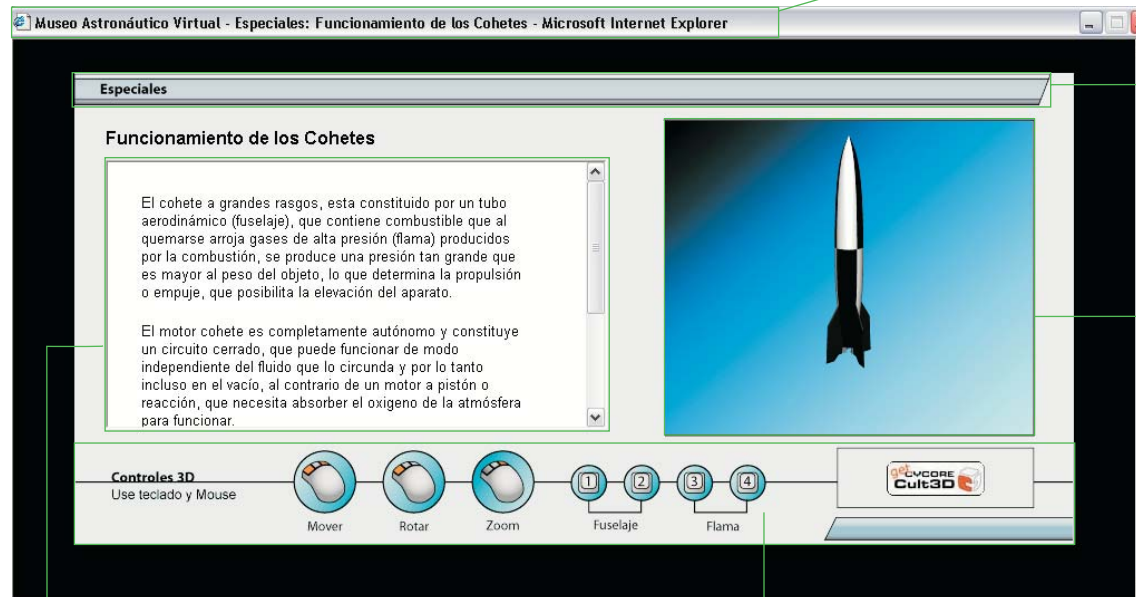 Museo Astronáutico Virtual - Especiales: Funcionamiento de los Cohetes - Microsoft Internet Explorer
Especiales
Funcionamiento de los Cohetes
El cohete a grandes rasgos, esta constituido por un tubo
aerodinámico (fuselaje), que contiene combustible que al
quemarse arroja gases de alta presión (flama) producidos
por la combustión, se produce una presión tan grande que
es mayor al peso del objeto, lo que determina la propulsión
o empuje, que posibilita la elevación del aparato.
El motor cohete es completamente autónomo y constituye
un circuito cerrado, que puede funcionar de modo
independiente del fluido que lo circunda y por lo tanto
incluso en el vacío, al contrario de un motor a pistón o
reacción, que necesita absorber el oxigeno de la atmósfera
para funcionar.
Controles 3D
Use teclado y Mouse
Mover
Rotar
Zoom
1
2
3
4
Fuselaje
Flama
get
CYCORE
Cult3D